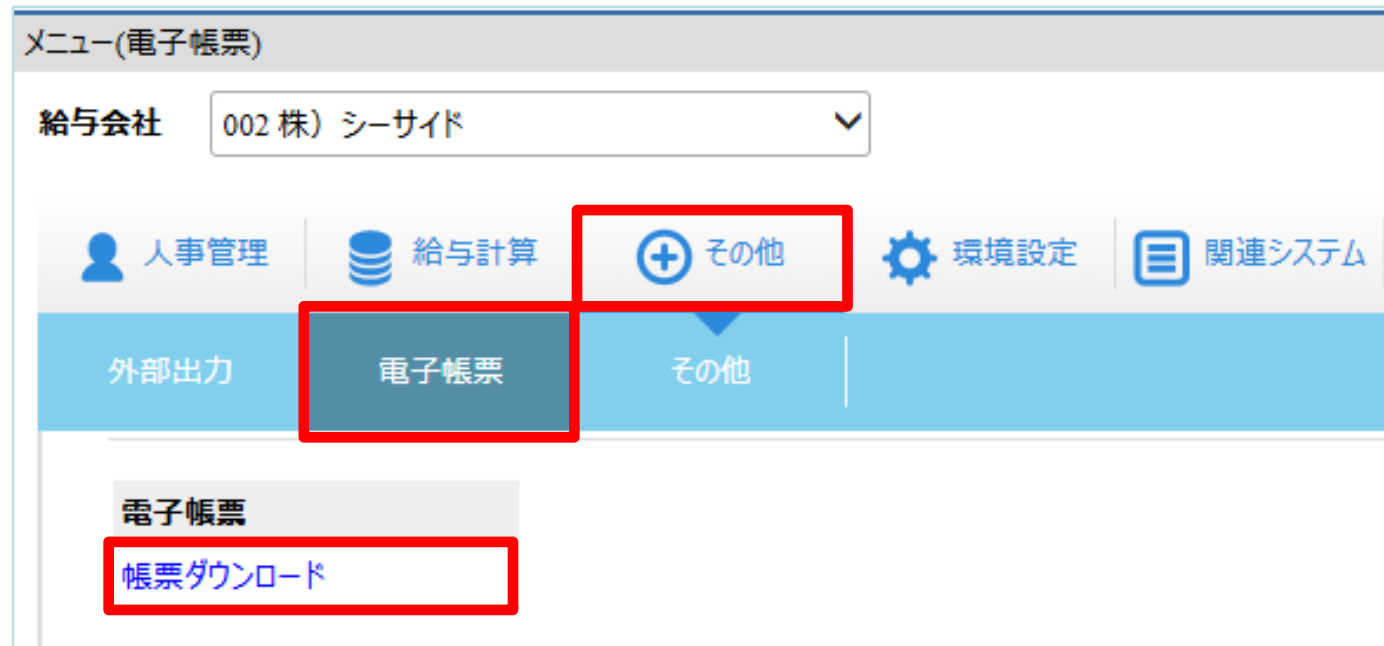 メニュー(電子帳票)
給与会社 002 株）シーサイド
人事管理 給与計算 その他 環境設定 関連システム
外部出力 電子帳票 その他
電子帳票
帳票ダウンロード